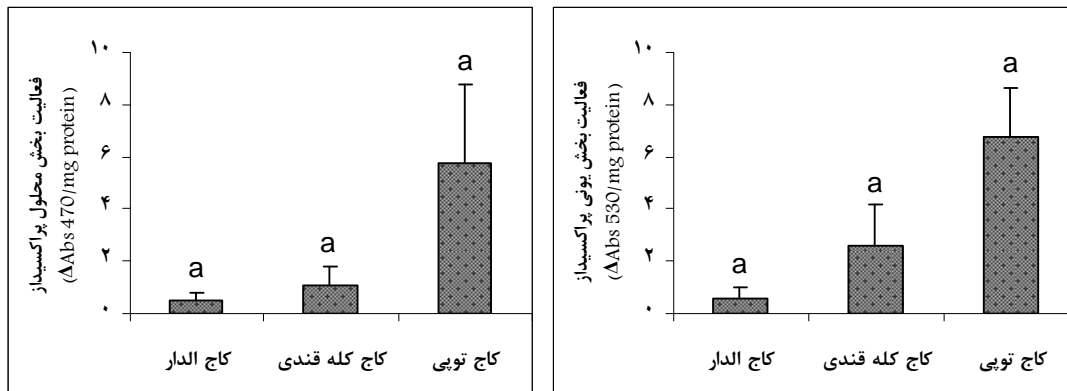 فعالیت بخش محلول پراکسیداز
(ΔAbs 470/mg protein)
۱۰
۸
۶
۴
۲
۰
a
a
a
کاج الدار
کاج کله قندی
کاج توپی
فعالیت بخش یونی پراکسیداز
(ΔAbs 530/mg protein)
۱۰
۸
۶
۴
۲
۰
a
a
a
کاج الدار
کاج کله قندی
کاج توپی